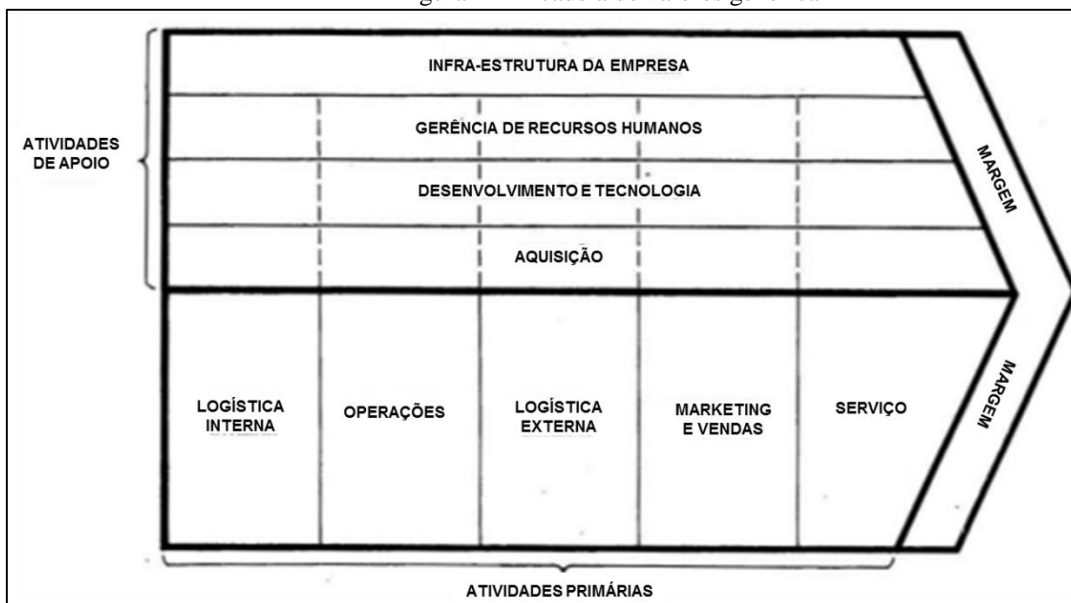 INFRA-ESTRUTURA DA EMPRESA
GERÊNCIA DE RECURSOS HUMANOS
ATIVIDADES
DE APOIO
DESENVOLVIMENTO E TECNOLOGIA
AQUISIÇÃO
MARGEM
LOGÍSTICA
INTERNA
OPERAÇÕES
LOGÍSTICA
EXTERNA
MARKETING
E VENDAS
SERVIÇO
MARGEM
ATIVIDADES PRIMÁRIAS